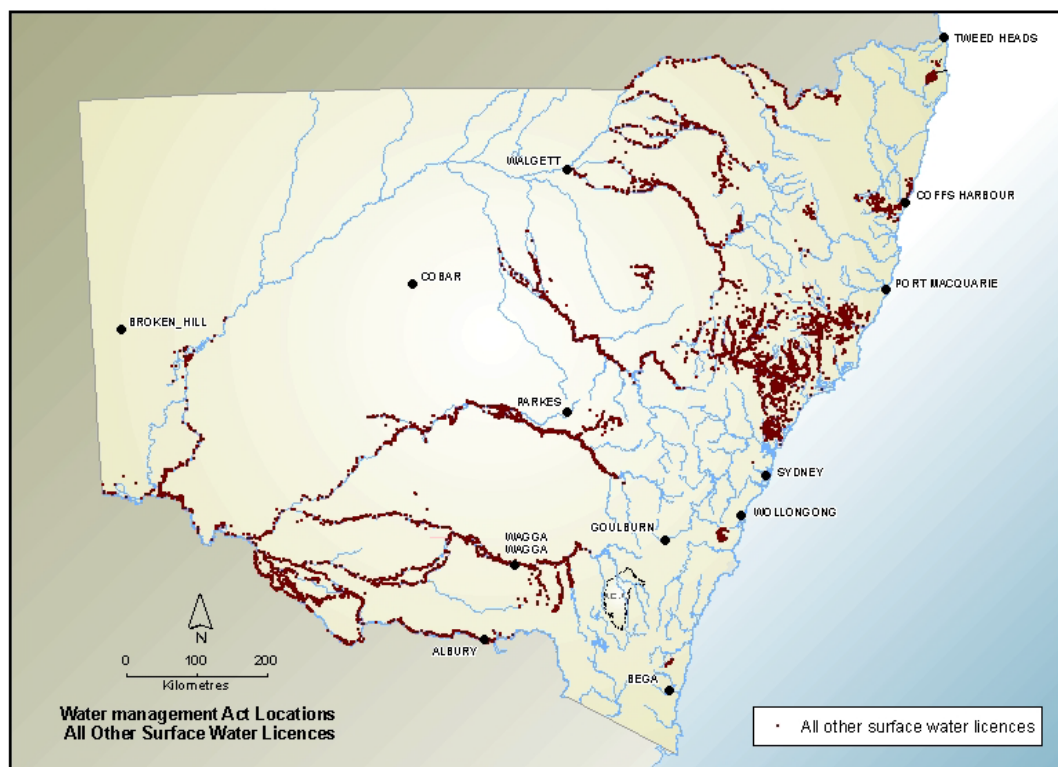 TWEED HEADS
WALGETT
COFFS HARBOUR
COBAR
PORT MACQUARIE
BROKEN_HILL
PARKES
SYDNEY
WOLLONGONG
GOULBURN
WAGGA
WAGGA
N
ALBURY
0 100 200
Kilometres
BEGA
Water management Act Locations
All Other Surface Water Licences
All other surface water licences